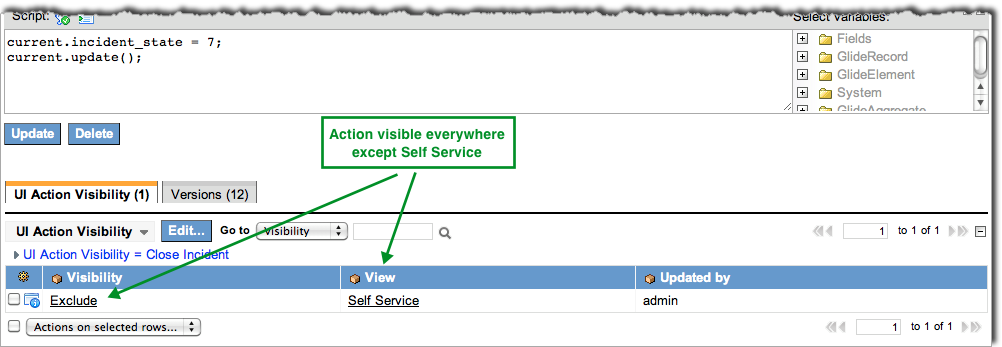 Script:
Select variables:
current.incident_state = 7;
current.update();
Fields
GlideRecord
GlideElement
System
GlideAggregate
Update Delete
Action visible everywhere
except Self Service
UI Action Visibility (1) Versions (12)
UI Action Visibility Edit... Go to Visibility 1 to 1 of 1
UI Action Visibility = Close Incident
Visibility View Updated by
Exclude Self Service admin
Actions on selected rows... 1 to 1 of 1